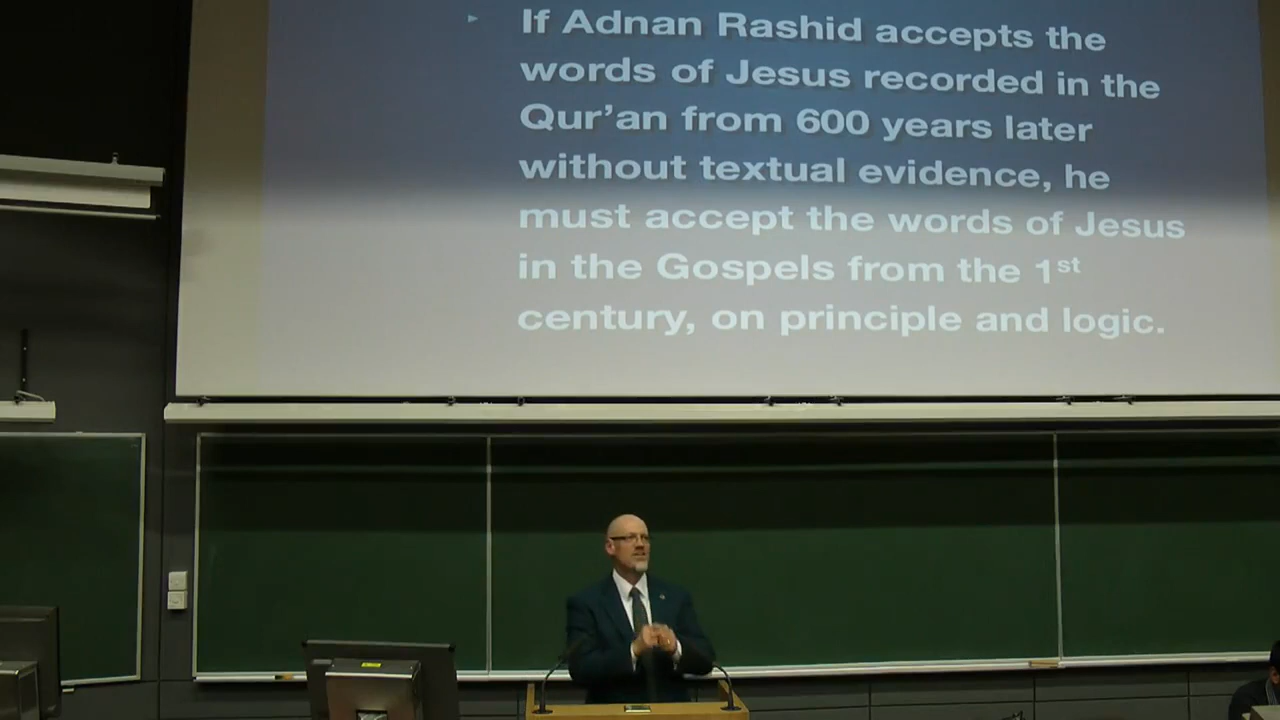 If Adnan Rashid accepts the
words of Jesus recorded in the
Qur’an from 600 years later
without textual evidence, he
must accept the words of Jesus
in the Gospels from the 1st
century, on principle and logic.